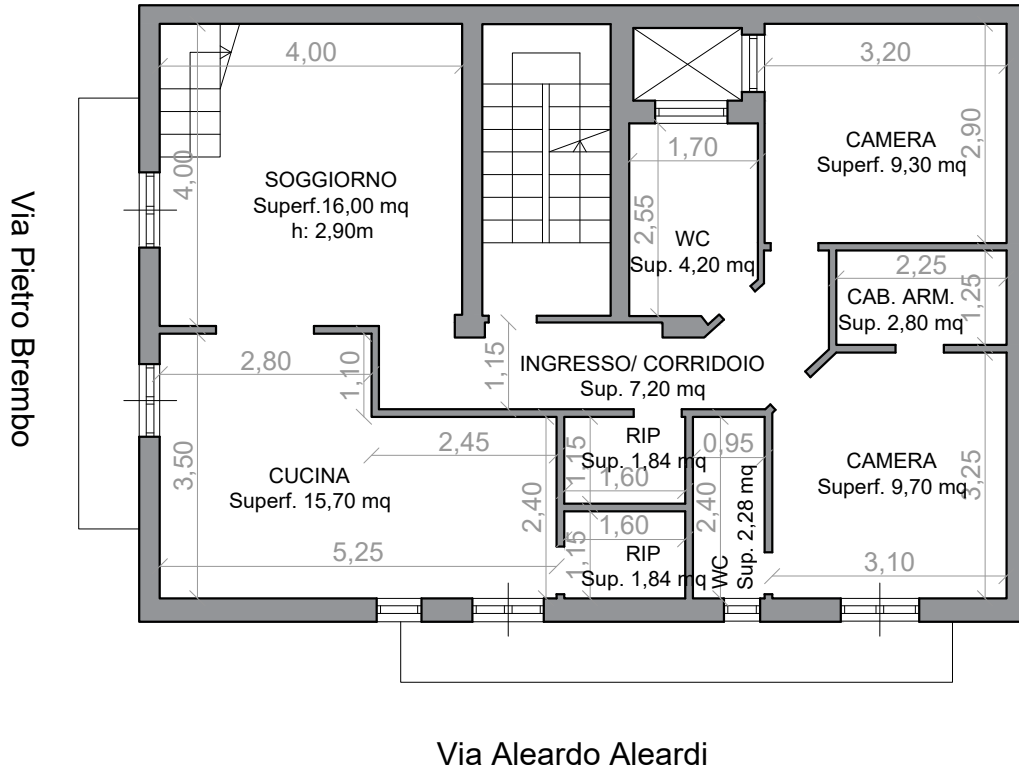 4,00
3,20
CAMERA
Superf. 9,30 mq
2,90
1,70
4,00
SOGGIORNO
Superf.16,00 mq
h: 2,90m
2,55
WC
Sup. 4,20 mq
2,25
CAB. ARM.
Sup. 2,80 mq
1,25
Via Pietro Brembo
2,80
1,10
1,15
INGRESSO/ CORRIDOIO
Sup. 7,20 mq
3,50
2,45
CUCINA
Superf. 15,70 mq
2,40
5,25
RIP
Sup. 1,84 mq
1,15
1,60
0,95
2,40
WC
Sup. 2,28 mq
1,60
RIP
Sup. 1,84 mq
1,15
CAMERA
Superf. 9,70 mq
3,25
3,10
Via Aleardo Aleardi